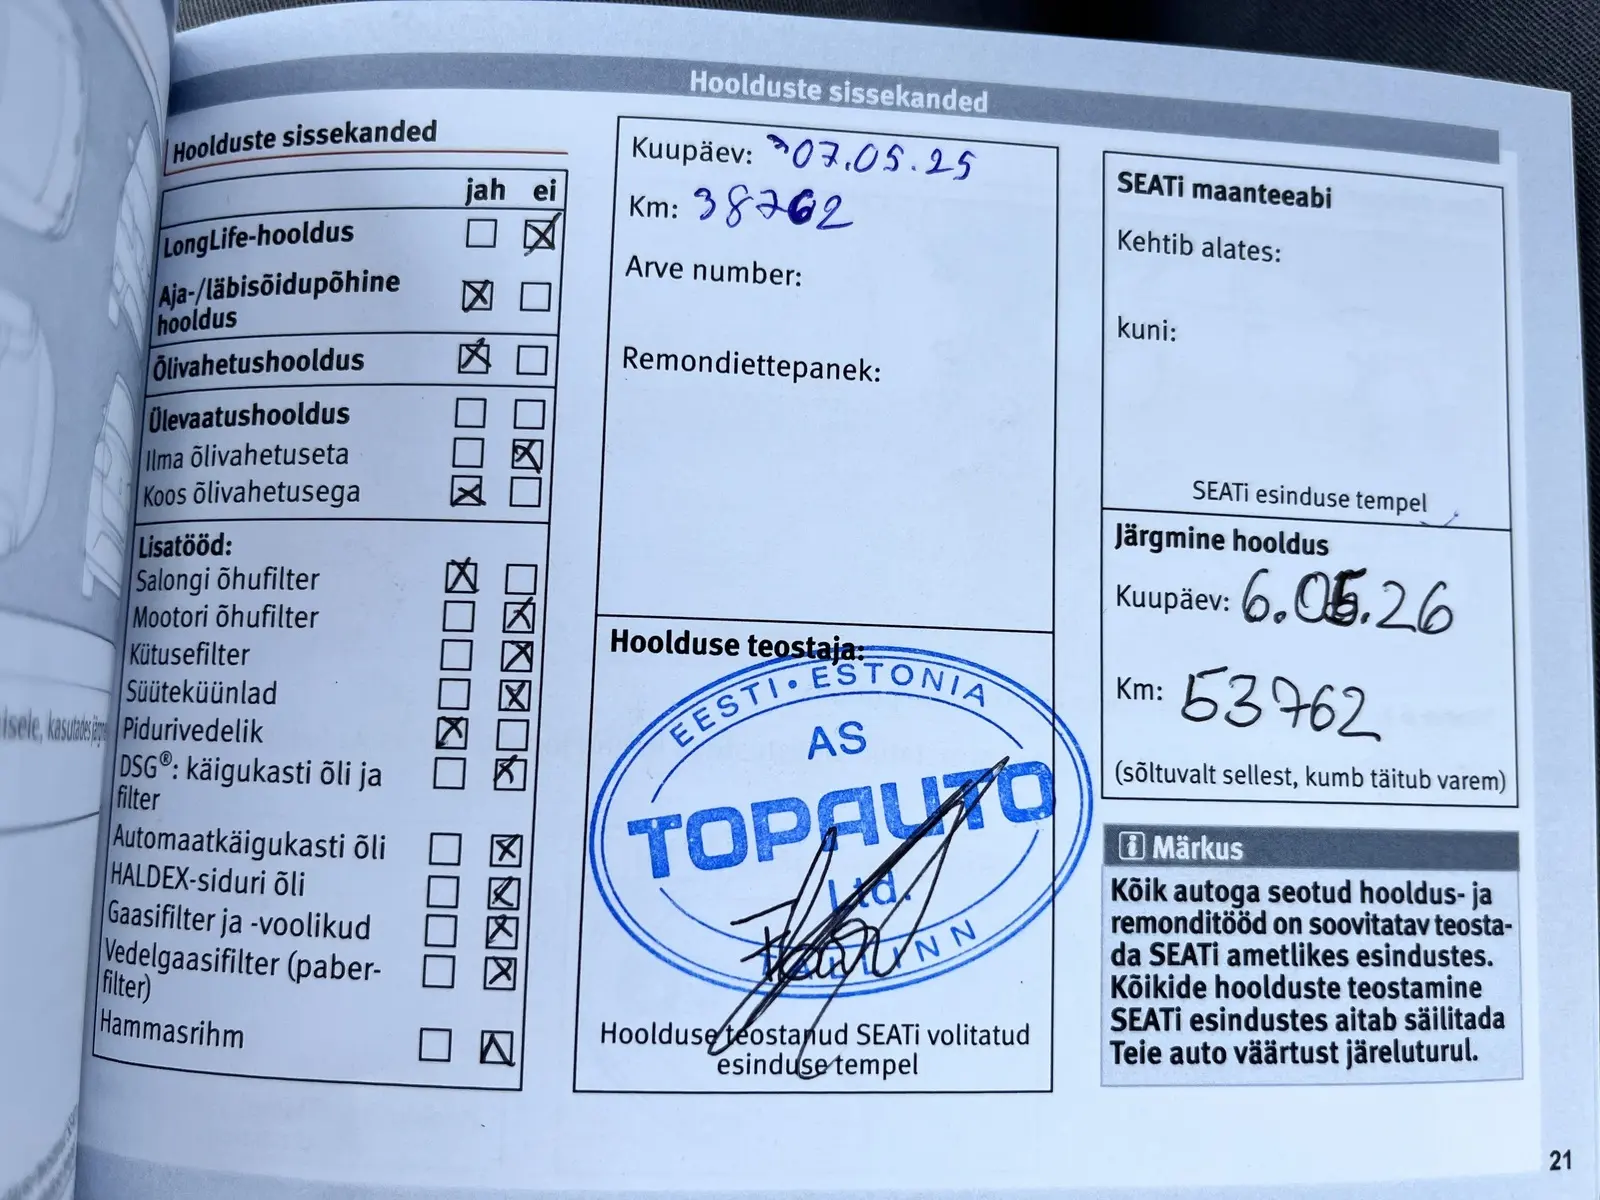 Hoolduste sissekanded
Hoolduste sissekanded
jah ei
LongLife-hooldus
Aja-/läbisõidupõhine
hooldus
Õlivahetushooldus
Ülevaatushooldus
Ilma õlivahetuseta
Koos õlivahetusega
Lisatööd:
Salongi õhufilter
Mootori õhufilter
Kütusefilter
Süüteküünlad
Pidurivedelik
DSG®: käigukasti õli ja
filter
Automaatkäigukasti õli
HALDEX-siduri õli
Gaasifilter ja -voolikud
Vedelgaasifilter (paber-
filter)
Hammasrihm
Kuupäev: 07.05.25
Km: 38762
Arve number:
Remondiettepanek:
Hoolduse teostaja:
EESTI • ESTONIA
AS
TOPAUTO
Ltd.
TALLINN
Hoolduse teostanud SEATi volitatud
esinduse tempel
SEATi maanteeabi
Kehtib alates:
kuni:
SEATi esinduse tempel
Järgmine hooldus
Kuupäev: 6.05.26
Km: 53762
(sõltuvalt sellest, kumb täitub varem)
i Märkus
Kõik autoga seotud hooldus- ja
remonditööd on soovitatav teosta-
da SEATi ametlikes esindustes.
Kõikide hoolduste teostamine
SEATi esindustes aitab säilitada
Teie auto väärtust järeluturul.
21